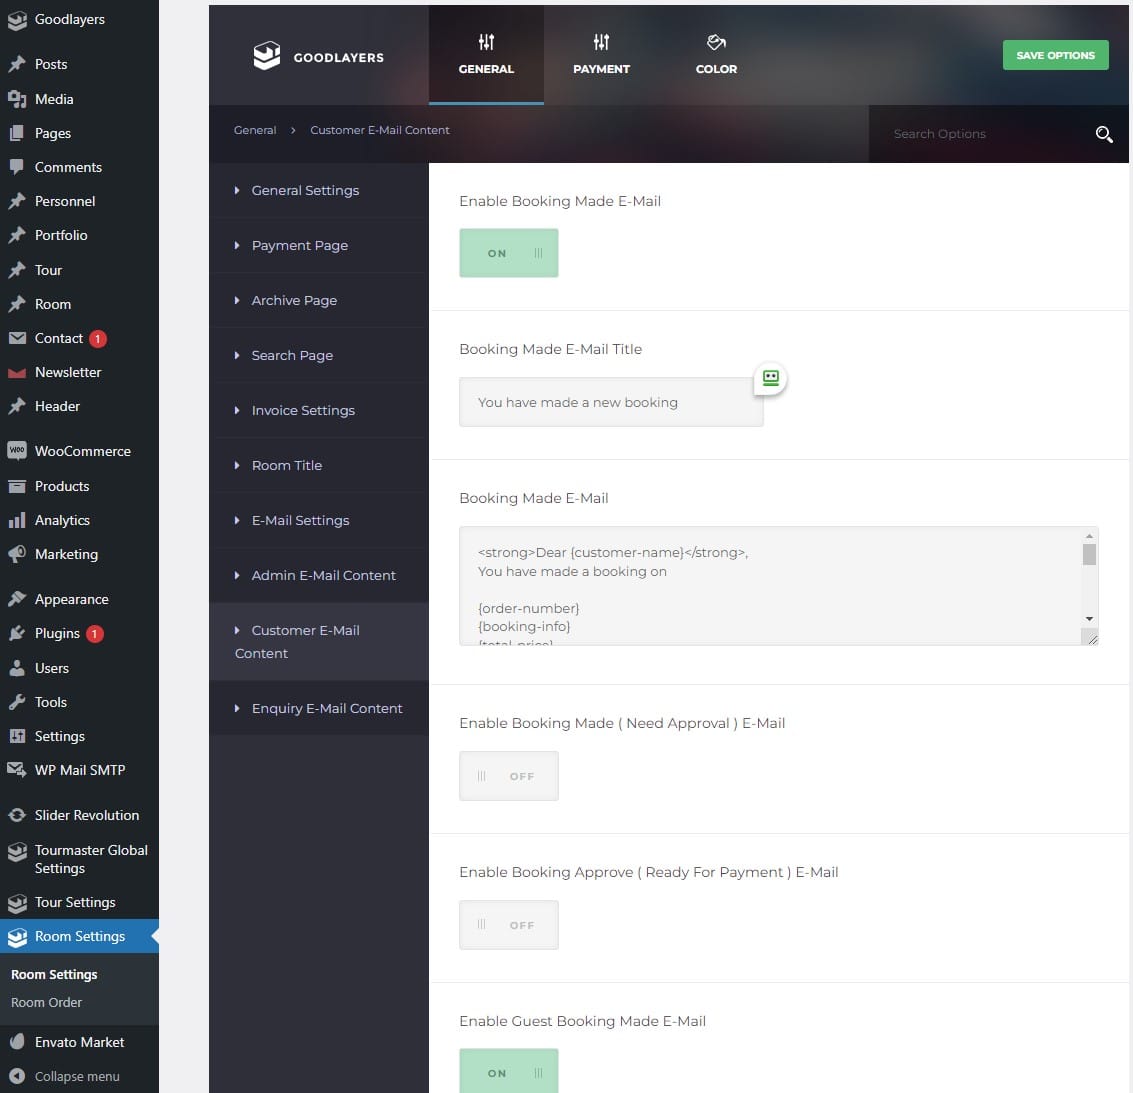 Goodlayers
Posts
Media
Pages
Comments
Personnel
Portfolio
Tour
Room
Contact 1
Newsletter
Header
WooCommerce
Products
Analytics
Marketing
Appearance
Plugins 1
Users
Tools
Settings
WP Mail SMTP
Slider Revolution
Tourmaster Global
Settings
Tour Settings
Room Settings
Room Settings
Room Order
Envato Market
Collapse menu
GOODLAYERS
GENERAL
PAYMENT
COLOR
SAVE OPTIONS
General > Customer E-Mail Content
Search Options
General Settings
Payment Page
Archive Page
Search Page
Invoice Settings
Room Title
E-Mail Settings
Admin E-Mail Content
Customer E-Mail
Content
Enquiry E-Mail Content
Enable Booking Made E-Mail
ON
Booking Made E-Mail Title
You have made a new booking
Booking Made E-Mail
<strong>Dear {customer-name}</strong>,
You have made a booking on
{order-number}
{booking-info}
{total-price}
Enable Booking Made ( Need Approval ) E-Mail
OFF
Enable Booking Approve ( Ready For Payment ) E-Mail
OFF
Enable Guest Booking Made E-Mail
ON